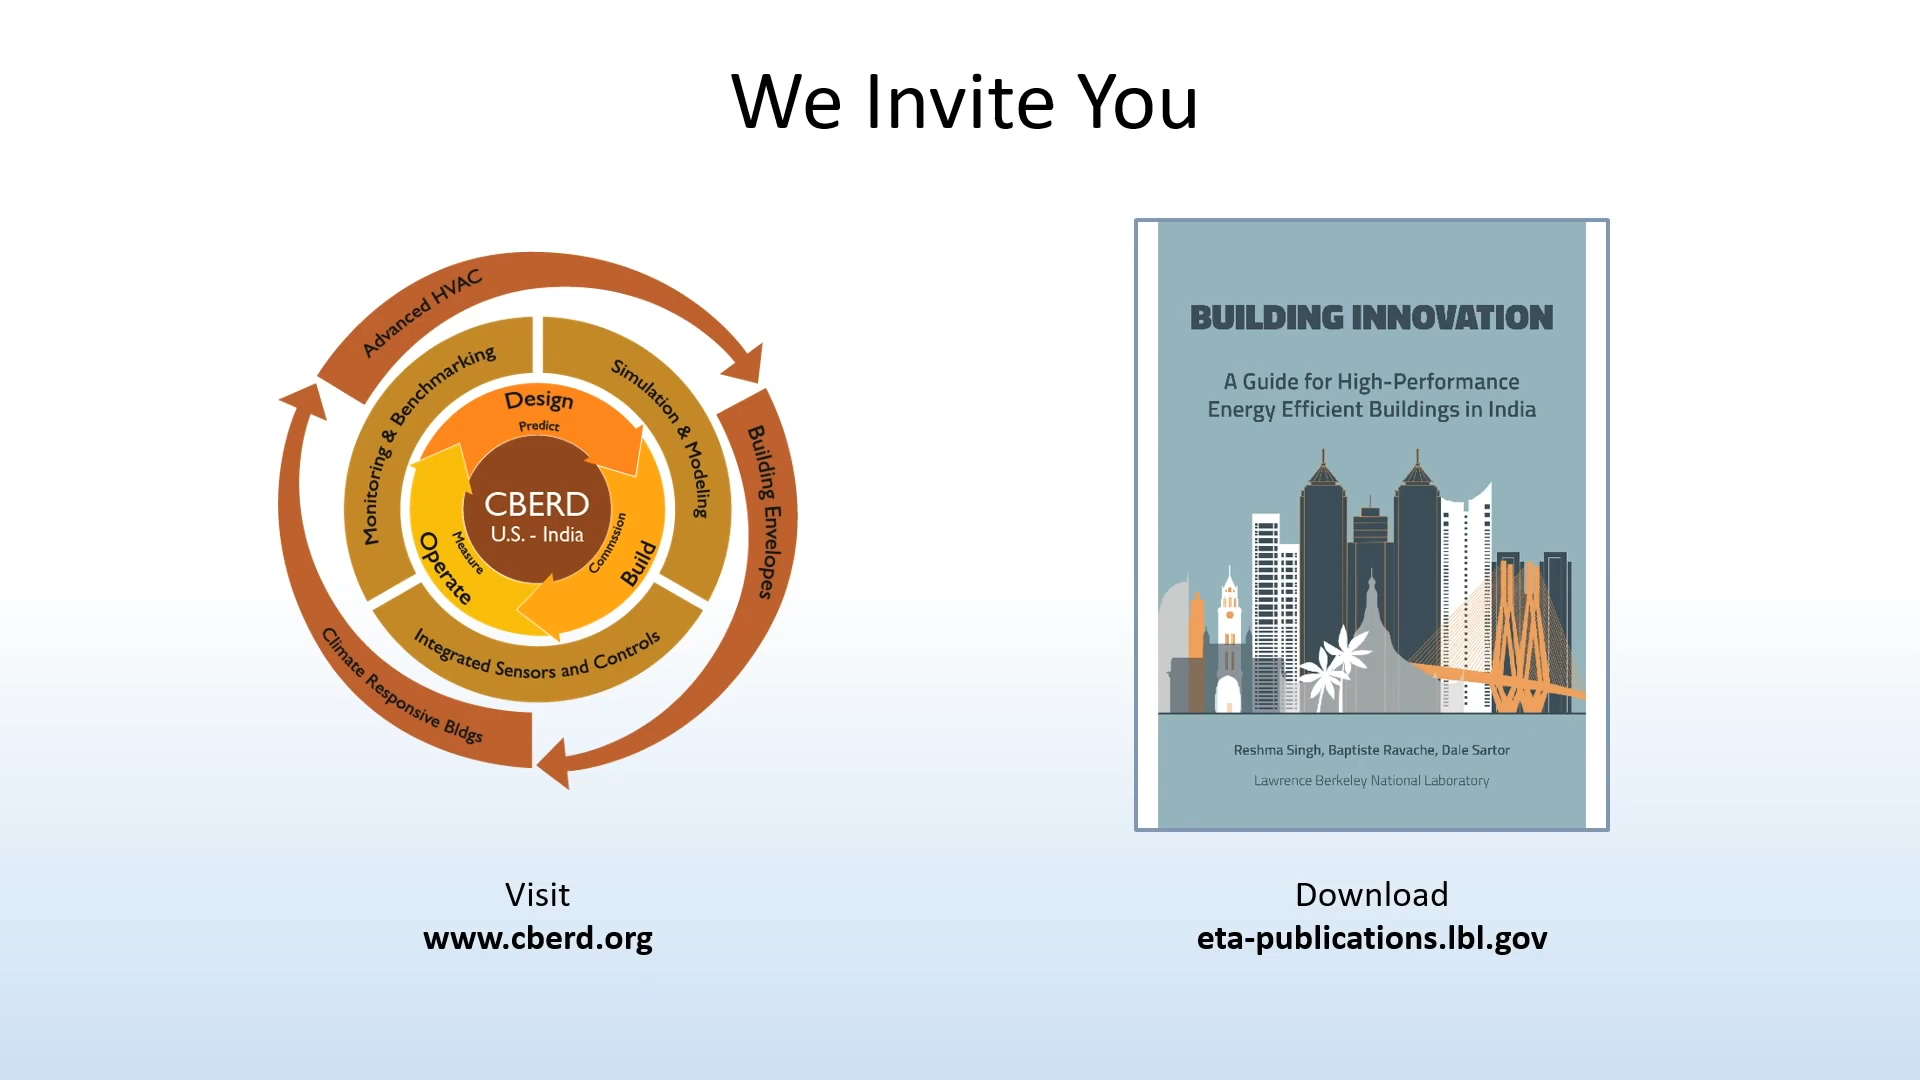 We Invite You
Advanced HVAC
Building Envelopes
Climate Responsive Bldgs
Monitoring & Benchmarking
Simulation & Modeling
Integrated Sensors and Controls
Design
Predict
Build
Commssion
Operate
Measure
CBERD
U.S. - India
Visit
www.cberd.org
BUILDING INNOVATION
A Guide for High-Performance
Energy Efficient Buildings in India
Reshma Singh, Baptiste Ravache, Dale Sartor
Lawrence Berkeley National Laboratory
Download
eta-publications.lbl.gov